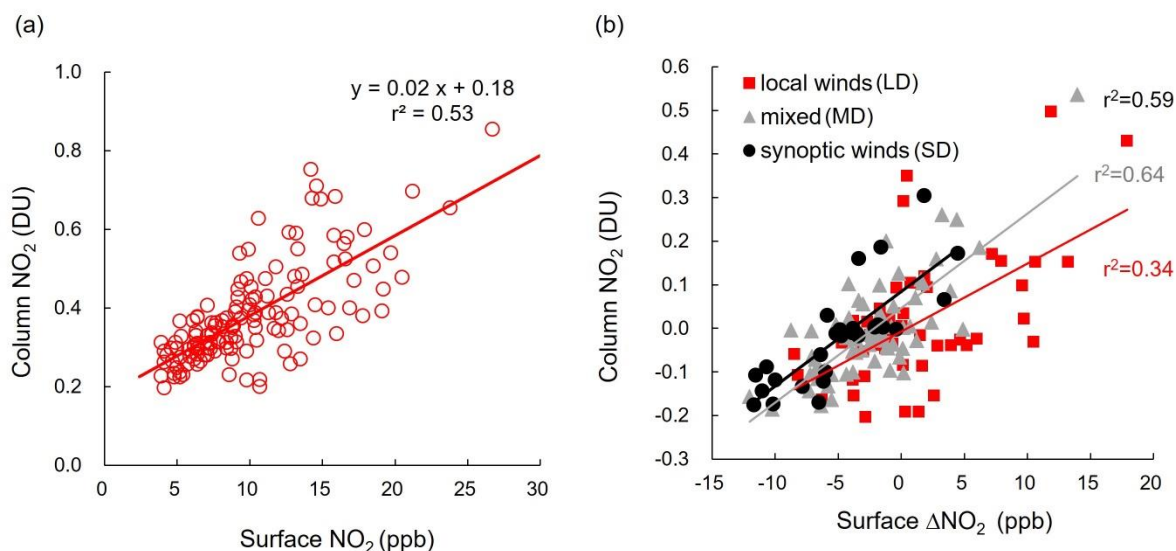 (a)
y = 0.02 x + 0.18
r² = 0.53
Column NO₂ (DU)
1.0
0.8
0.6
0.4
0.2
0.0
0 5 10 15 20 25 30
Surface NO₂ (ppb)
(b)
local winds (LD)
mixed (MD)
synoptic winds (SD)
r²=0.59
r²=0.64
r²=0.34
Column NO₂ (DU)
0.6
0.5
0.4
0.3
0.2
0.1
0.0
-0.1
-0.2
-0.3
-15 -10 -5 0 5 10 15 20
Surface ΔNO₂ (ppb)